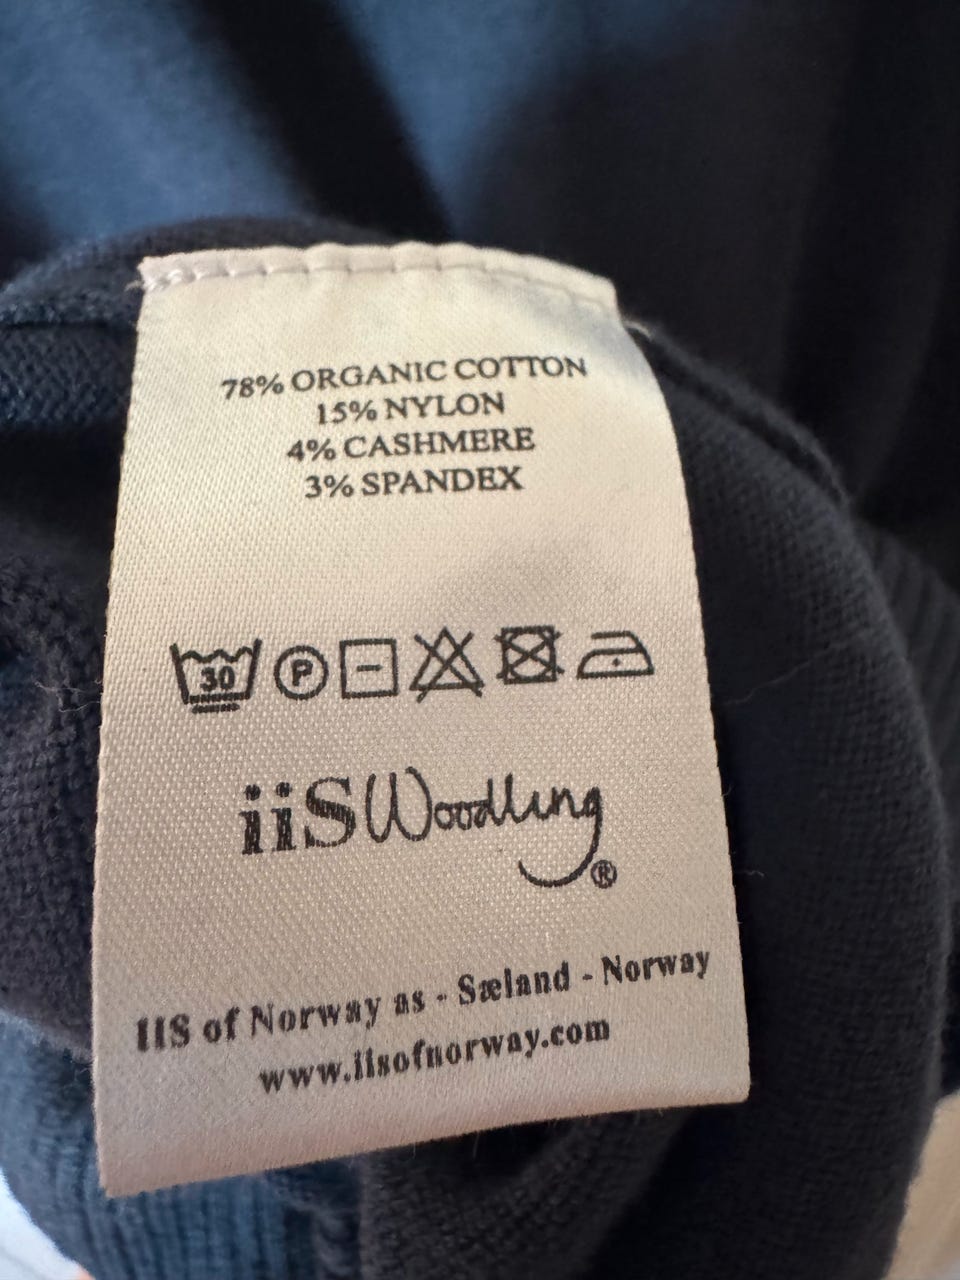 78% ORGANIC COTTON
15% NYLON
4% CASHMERE
3% SPANDEX
30 P
iiS Woodling ®
IIS of Norway as - Sæland - Norway
www.iisofnorway.com